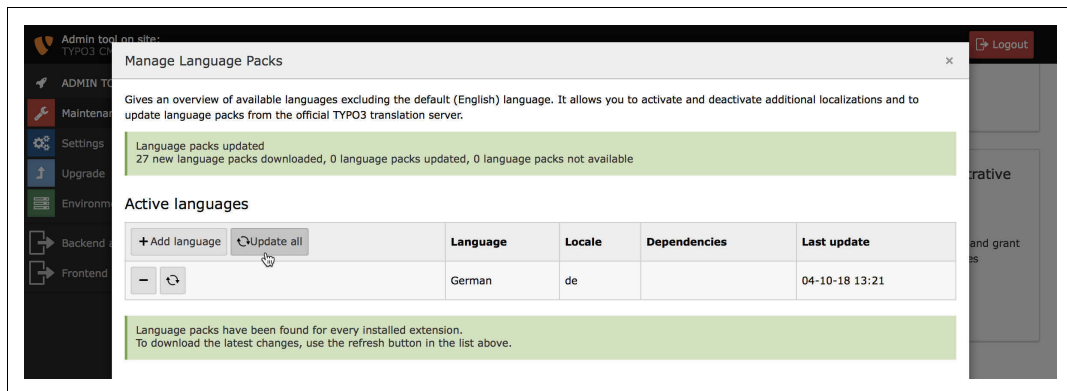 Admin tool on site:
TYPO3 CM
Logout
Manage Language Packs
×
ADMIN TO
Maintenan
Settings
Upgrade
Environme
Backend a
Frontend
Gives an overview of available languages excluding the default (English) language. It allows you to activate and deactivate additional localizations and to
update language packs from the official TYPO3 translation server.
Language packs updated
27 new language packs downloaded, 0 language packs updated, 0 language packs not available
Active languages
+ Add language Update all Language Locale Dependencies Last update
German de 04-10-18 13:21
Language packs have been found for every installed extension.
To download the latest changes, use the refresh button in the list above.
trative
and grant
es